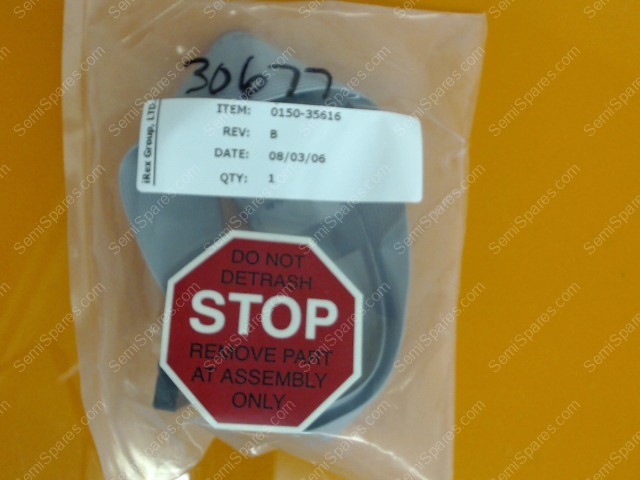 30677
iRex Group, LTD
ITEM: 0150-35616
REV: B
DATE: 08/03/06
QTY: 1
DO NOT
DETRASH
STOP
REMOVE PART
AT ASSEMBLY
ONLY
SemiSpares.com